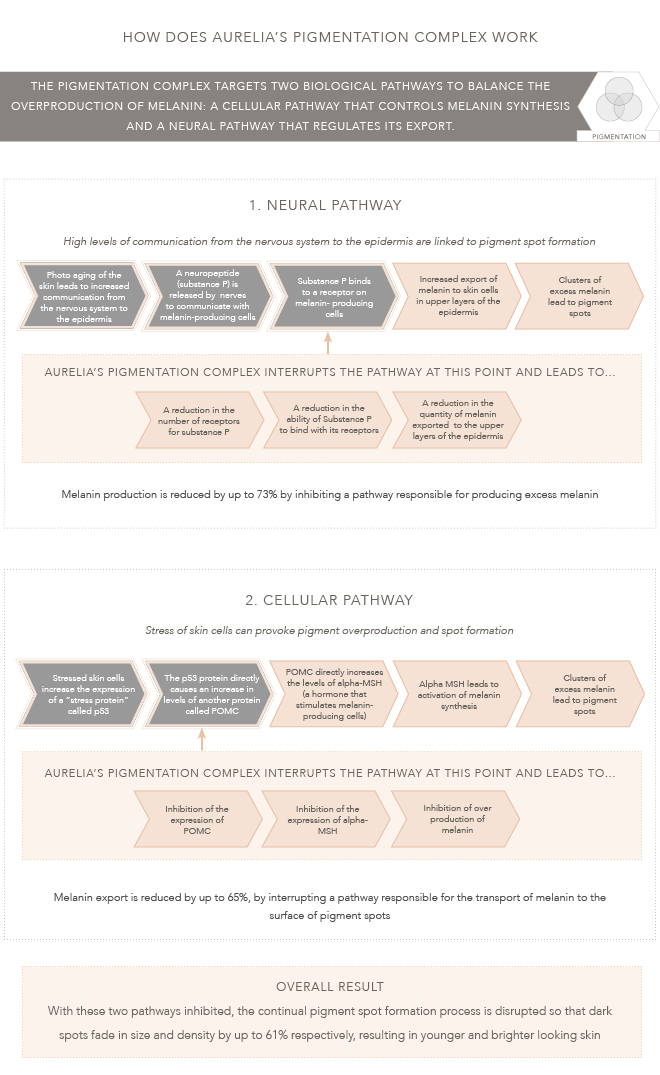 HOW DOES AURELIA'S PIGMENTATION COMPLEX WORK
THE PIGMENTATION COMPLEX TARGETS TWO BIOLOGICAL PATHWAYS TO BALANCE THE
OVERPRODUCTION OF MELANIN: A CELLULAR PATHWAY THAT CONTROLS MELANIN SYNTHESIS
AND A NEURAL PATHWAY THAT REGULATES ITS EXPORT.
PIGMENTATION
1. NEURAL PATHWAY
High levels of communication from the nervous system to the epidermis are linked to pigment spot formation
Photo aging of the
skin leads to increased
communication from
the nervous system to
the epidermis
A neuropeptide
(substance P) is
released by nerves
to communicate with
melanin-producing cells
Substance P binds
to a receptor on
melanin- producing
cells
Increased export of
melanin to skin cells
in upper layers of the
epidermis
Clusters of
excess melanin
lead to pigment
spots
AURELIA'S PIGMENTATION COMPLEX INTERRUPTS THE PATHWAY AT THIS POINT AND LEADS TO...
A reduction in the
number of receptors
for substance P
A reduction in the
ability of Substance P
to bind with its receptors
A reduction in the
quantity of melanin
exported to the upper
layers of the epidermis
Melanin production is reduced by up to 73% by inhibiting a pathway responsible for producing excess melanin
2. CELLULAR PATHWAY
Stress of skin cells can provoke pigment overproduction and spot formation
Stressed skin cells
increase the expression
of a "stress protein"
called p53
The p53 protein directly
causes an increase in
levels of another protein
called POMC
POMC directly increases
the levels of alpha-MSH
(a hormone that
stimulates melanin-
producing cells)
Alpha MSH leads to
activation of melanin
synthesis
Clusters of
excess melanin
lead to pigment
spots
AURELIA'S PIGMENTATION COMPLEX INTERRUPTS THE PATHWAY AT THIS POINT AND LEADS TO...
Inhibition of the
expression of
POMC
Inhibition of the
expression of alpha-
MSH
Inhibition of over
production of
melanin
Melanin export is reduced by up to 65%, by interrupting a pathway responsible for the transport of melanin to the
surface of pigment spots
OVERALL RESULT
With these two pathways inhibited, the continual pigment spot formation process is disrupted so that dark
spots fade in size and density by up to 61% respectively, resulting in younger and brighter looking skin